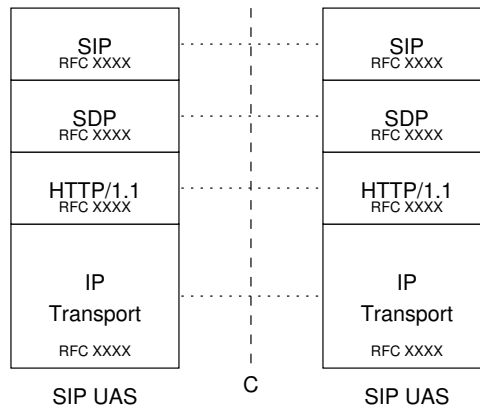 SIP
RFC XXXX
SDP
RFC XXXX
HTTP/1.1
RFC XXXX
IP
Transport
RFC XXXX
SIP UAS
C
SIP
RFC XXXX
SDP
RFC XXXX
HTTP/1.1
RFC XXXX
IP
Transport
RFC XXXX
SIP UAS